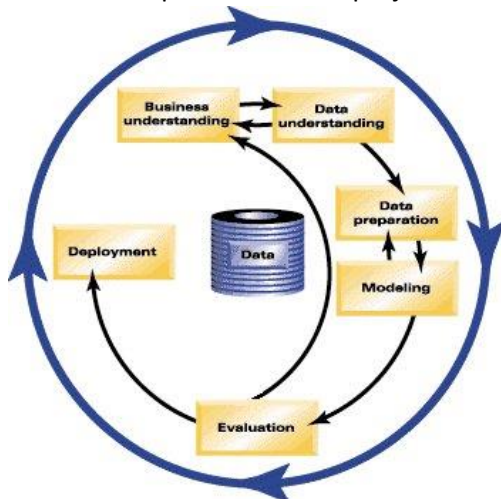 Business
understanding
Data
understanding
Data
preparation
Modeling
Data
Deployment
Evaluation